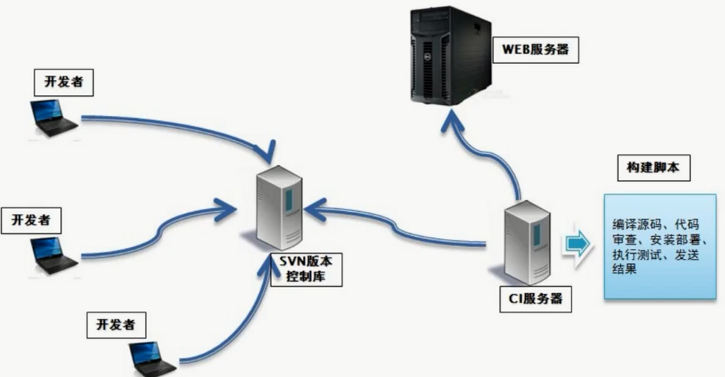 WEB服务器
开发者
构建脚本
开发者
编译源码、代码
审查、安装部署、
执行测试、发送
结果
SVN版本
控制库
CI服务器
开发者